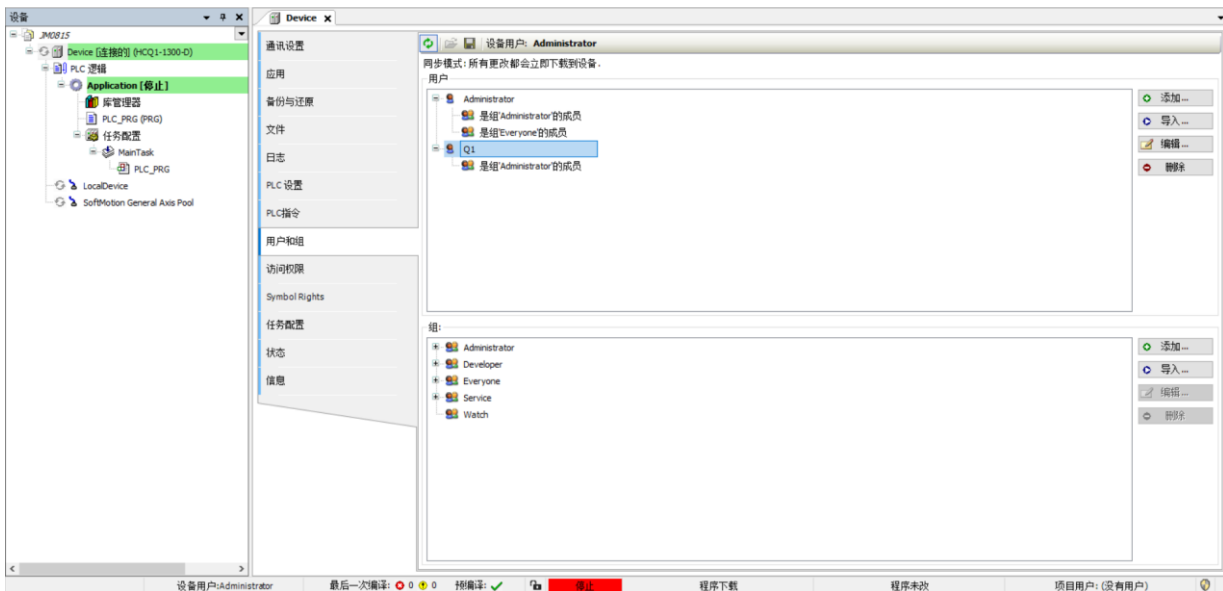 设备
JM0815
Device [连接的] (HCQ1-1300-D)
PLC 逻辑
Application [停止]
库管理器
PLC_PRG (PRG)
任务配置
MainTask
PLC_PRG
LocalDevice
SoftMotion General Axis Pool
Device
通讯设置
应用
备份与还原
文件
日志
PLC 设置
PLC指令
用户和组
访问权限
Symbol Rights
任务配置
状态
信息
设备用户: Administrator
同步模式:所有更改都会立即下载到设备.
用户
Administrator
是组'Administrator'的成员
是组'Everyone'的成员
Q1
是组'Administrator'的成员
添加...
导入...
编辑...
删除
组:
Administrator
Developer
Everyone
Service
Watch
添加...
导入...
编辑...
删除
设备用户:Administrator 最后一次编译: 0 0 预编译: 停止 程序下载 程序未改 项目用户: (没有用户)